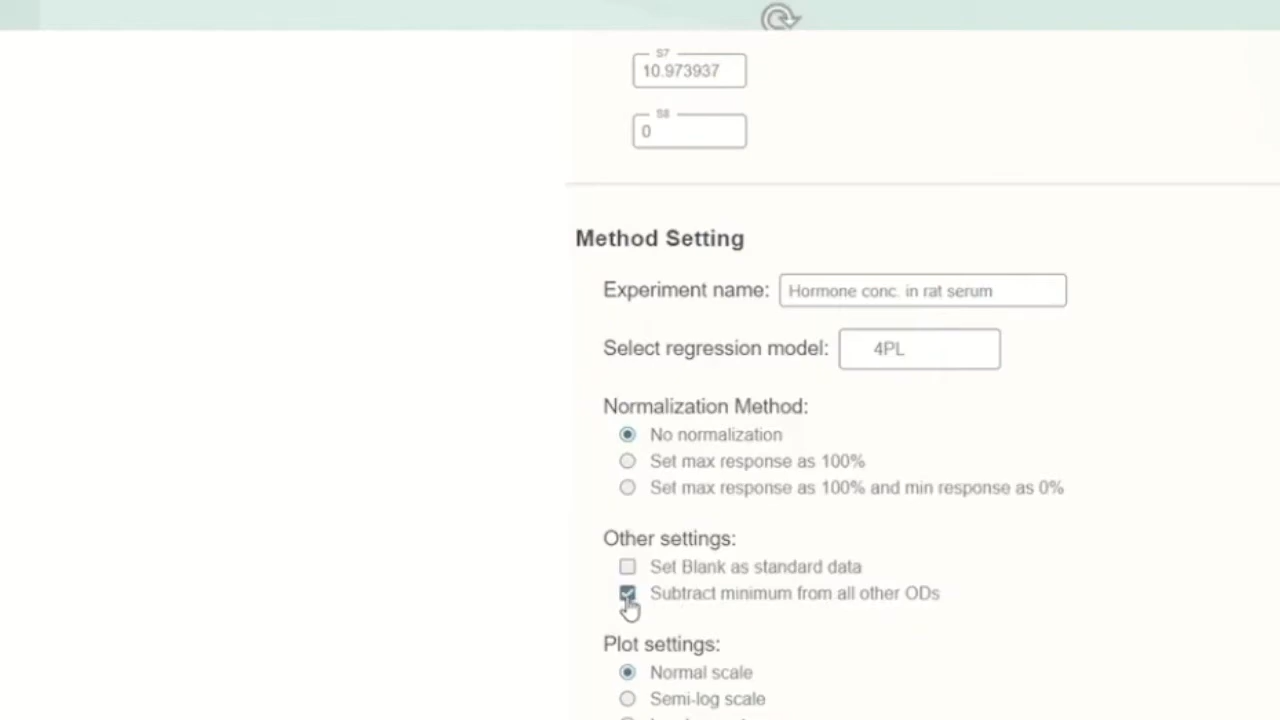 S7
10.973937
S8
0
Method Setting
Experiment name: Hormone conc. in rat serum
Select regression model: 4PL
Normalization Method:
No normalization
Set max response as 100%
Set max response as 100% and min response as 0%
Other settings:
Set Blank as standard data
Subtract minimum from all other ODs
Plot settings:
Normal scale
Semi-log scale